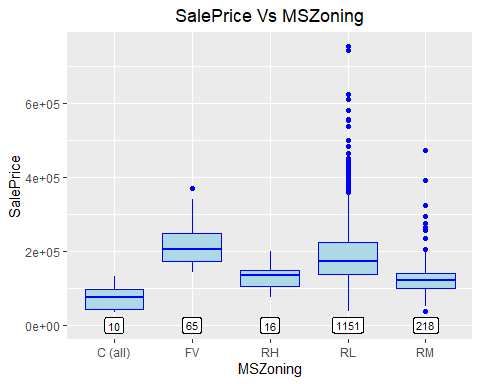 SalePrice Vs MSZoning
6e+05
4e+05
2e+05
0e+00
SalePrice
10 65 16 1151 218
C (all) FV RH RL RM
MSZoning